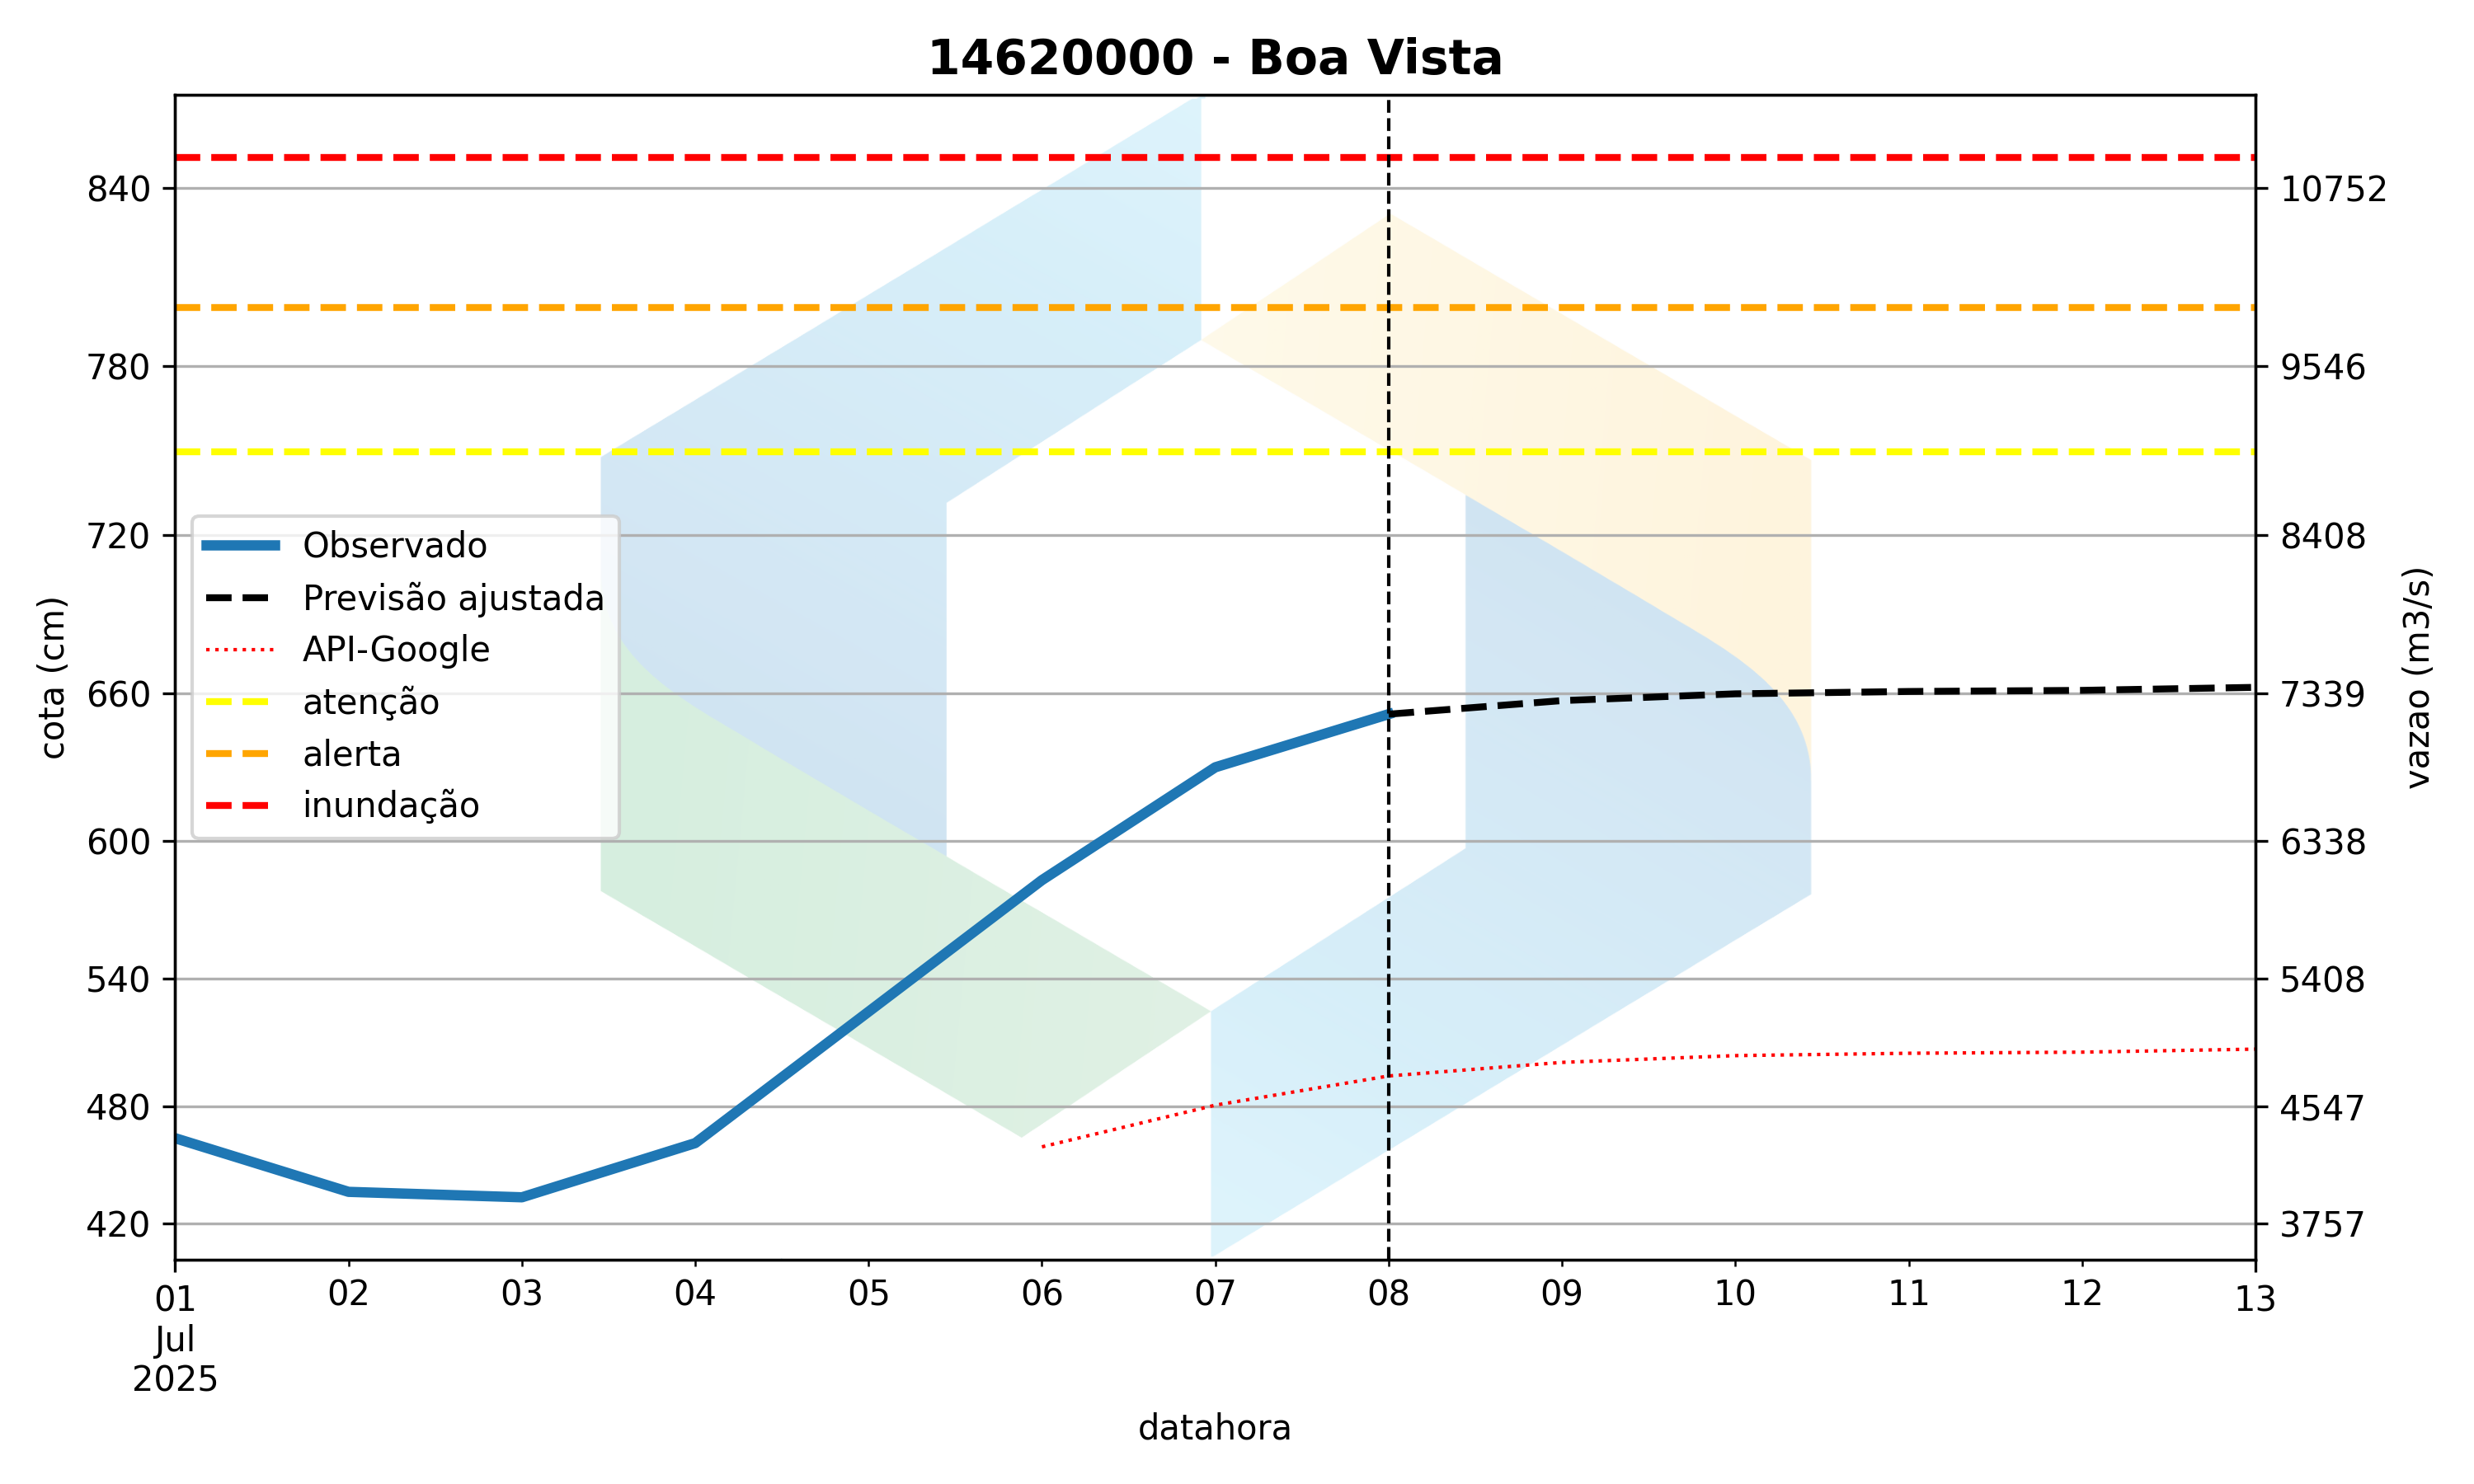 14620000 - Boa Vista
840
780
720
660
600
540
480
420
cota (cm)
10752
9546
8408
7339
6338
5408
4547
3757
vazao (m3/s)
Observado
Previsão ajustada
API-Google
atenção
alerta
inundação
01
Jul
2025
02
03
04
05
06
07
08
09
10
11
12
13
datahora